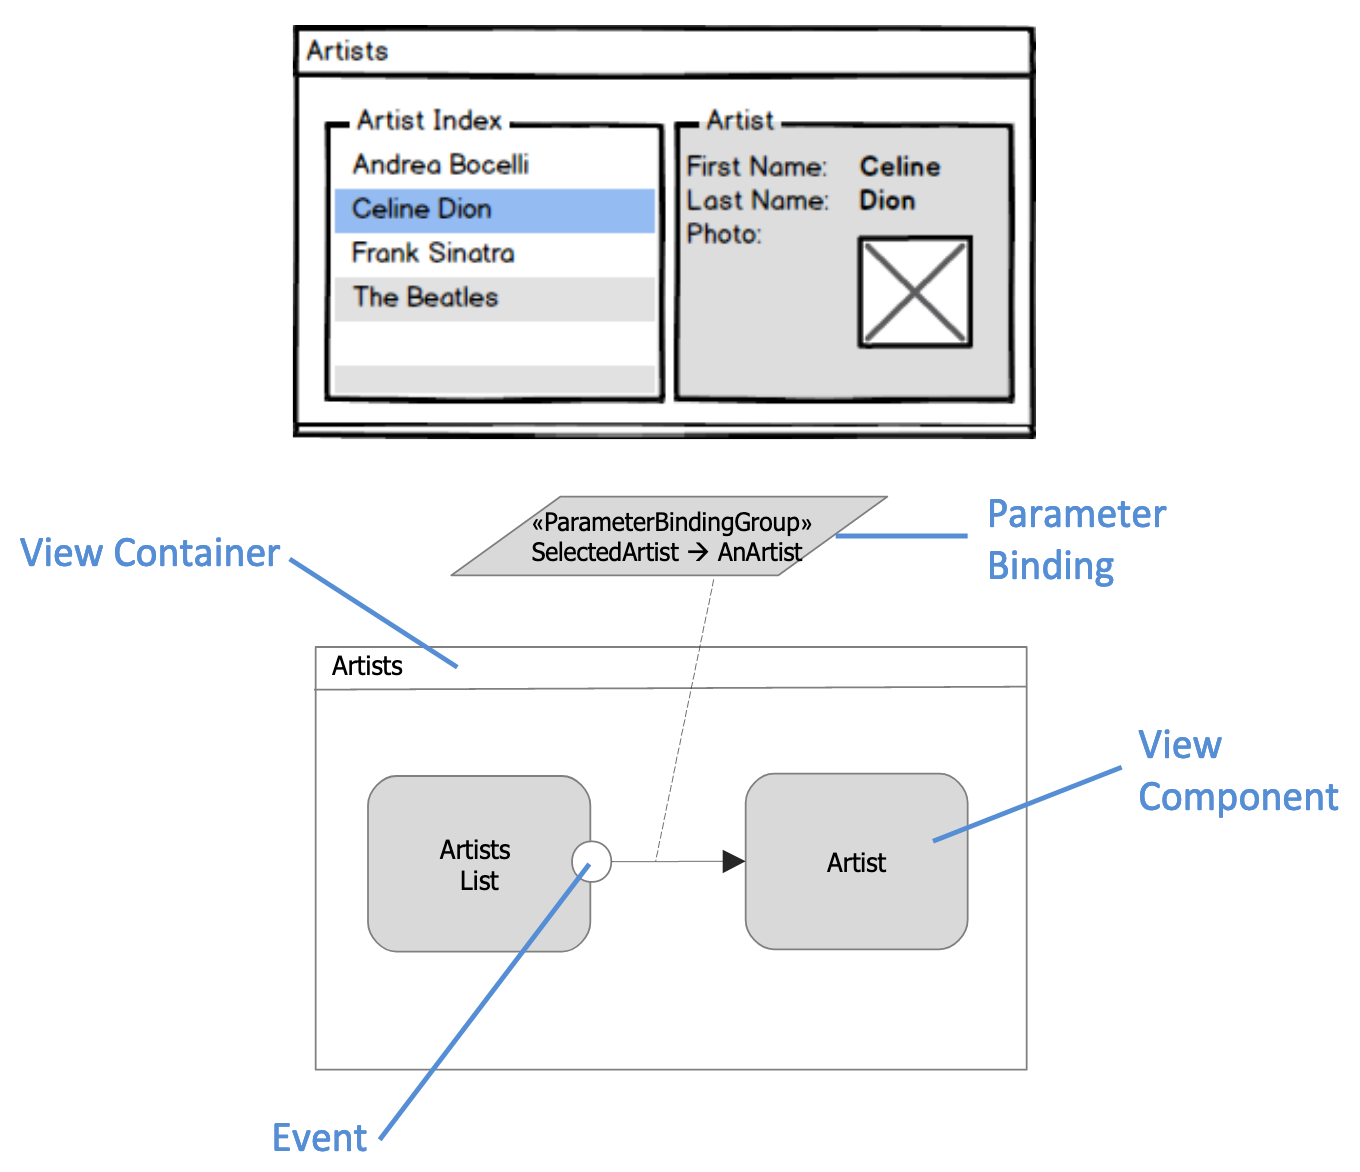 Artists
Artist Index
Andrea Bocelli
Celine Dion
Frank Sinatra
The Beatles
Artist
First Name: Celine
Last Name: Dion
Photo:
«ParameterBindingGroup»
SelectedArtist → AnArtist
Parameter
Binding
View Container
Artists
View
Component
Artists
List
Artist
Event